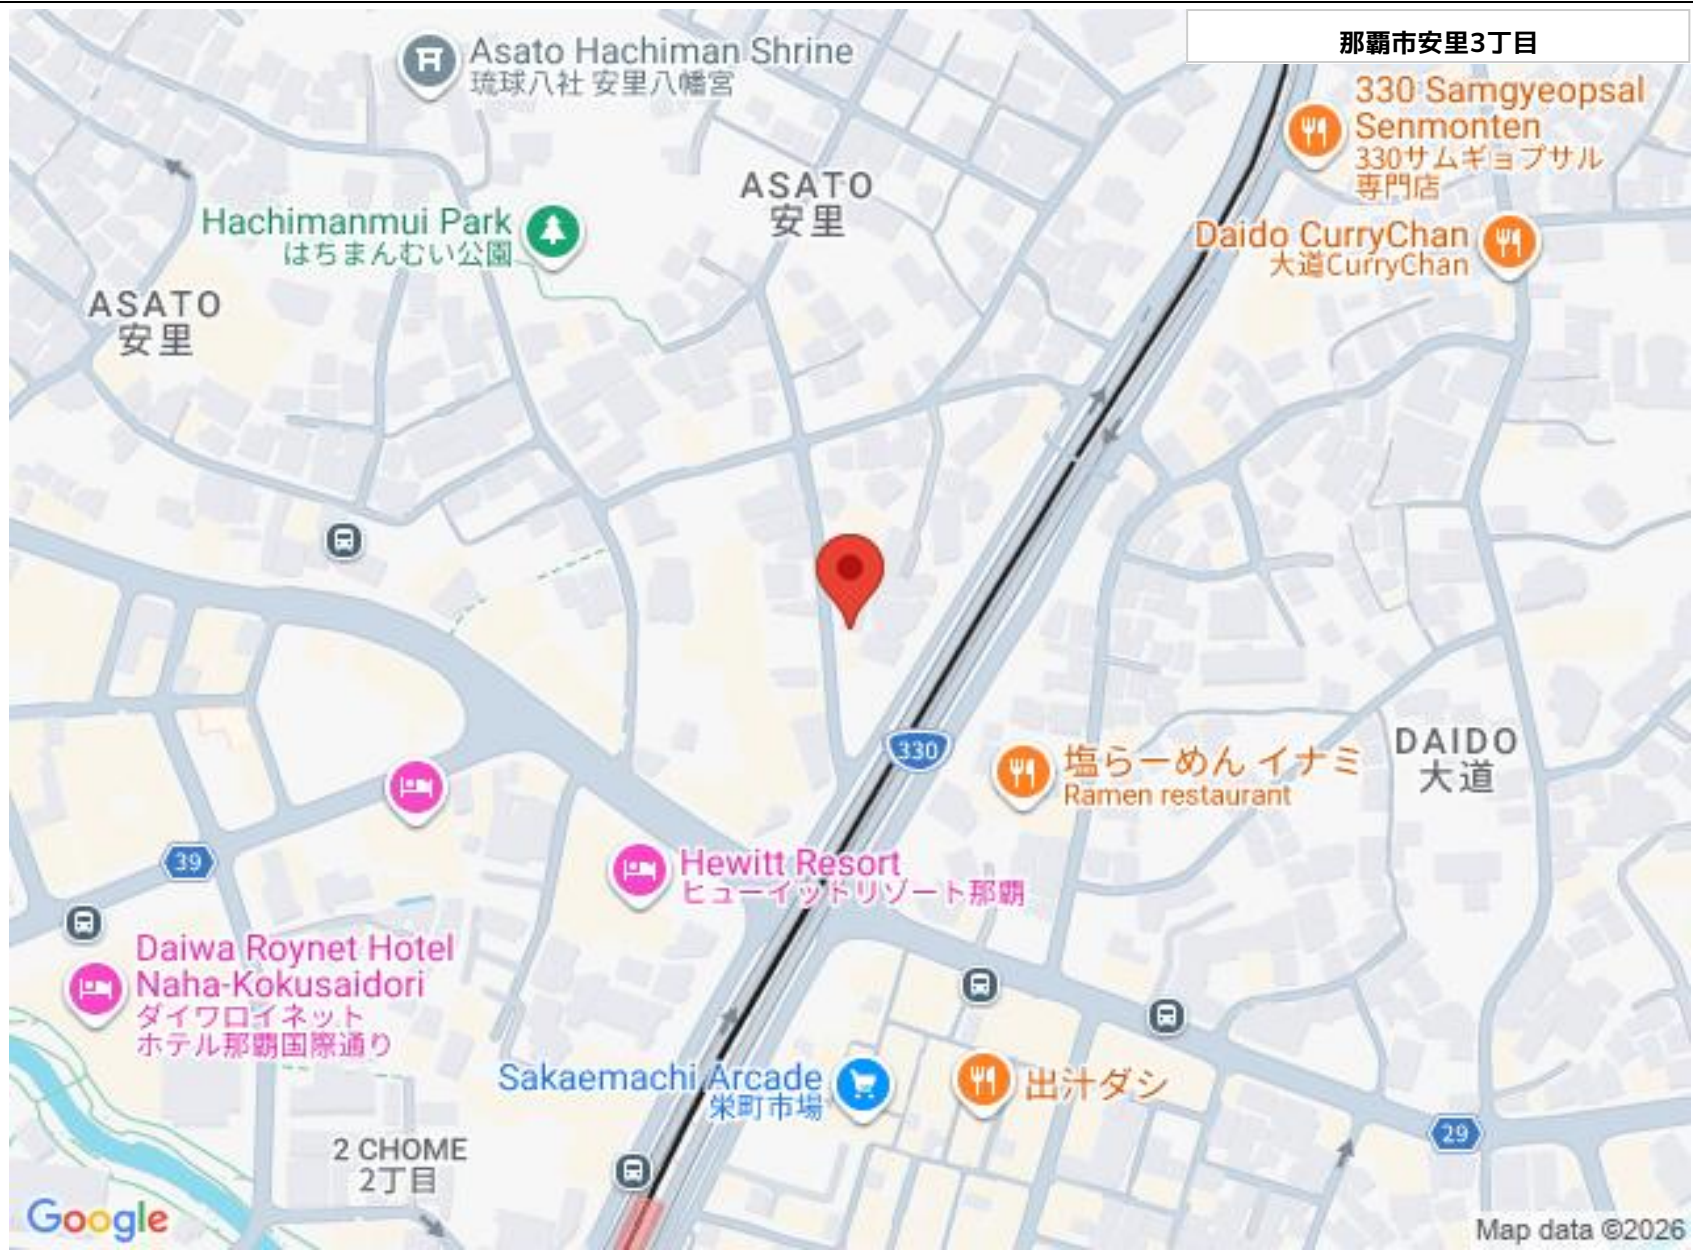 那覇市安里3丁目
Asato Hachiman Shrine
琉球八社 安里八幡宮
330 Samgyeopsal
Senmonten
330サムギョプサル
専門店
ASATO
安里
Hachimanmui Park
はちまんむい公園
Daido CurryChan
大道CurryChan
ASATO
安里
330
塩らーめん イナミ
Ramen restaurant
DAIDO
大道
39
Hewitt Resort
ヒューイットリゾート那覇
Daiwa Roynet Hotel
Naha-Kokusaidori
ダイワロイネット
ホテル那覇国際通り
Sakaemachi Arcade
栄町市場
出汁ダシ
29
2 CHOME
2丁目
Google
Map data ©2026